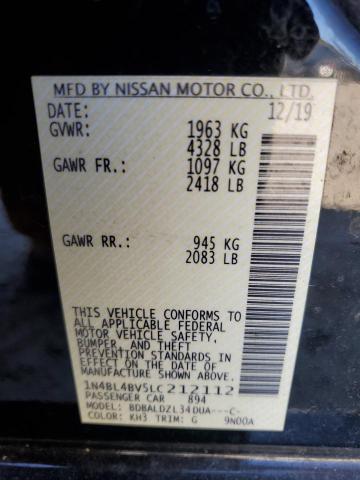 MFD BY NISSAN MOTOR CO., LTD.
DATE: 12/19
GVWR: 1963 KG
4328 LB
GAWR FR.: 1097 KG
2418 LB
GAWR RR.: 945 KG
2083 LB
THIS VEHICLE CONFORMS TO
ALL APPLICABLE FEDERAL
MOTOR VEHICLE SAFETY,
BUMPER, AND THEFT
PREVENTION STANDARDS IN
EFFECT ON THE DATE OF
MANUFACTURE SHOWN ABOVE.
1N4BL4BV5LC212112
PASSENGER CAR 894
MODEL: BDBALDZL34DUA---C-
COLOR: KH3 TRIM: G 9N00A